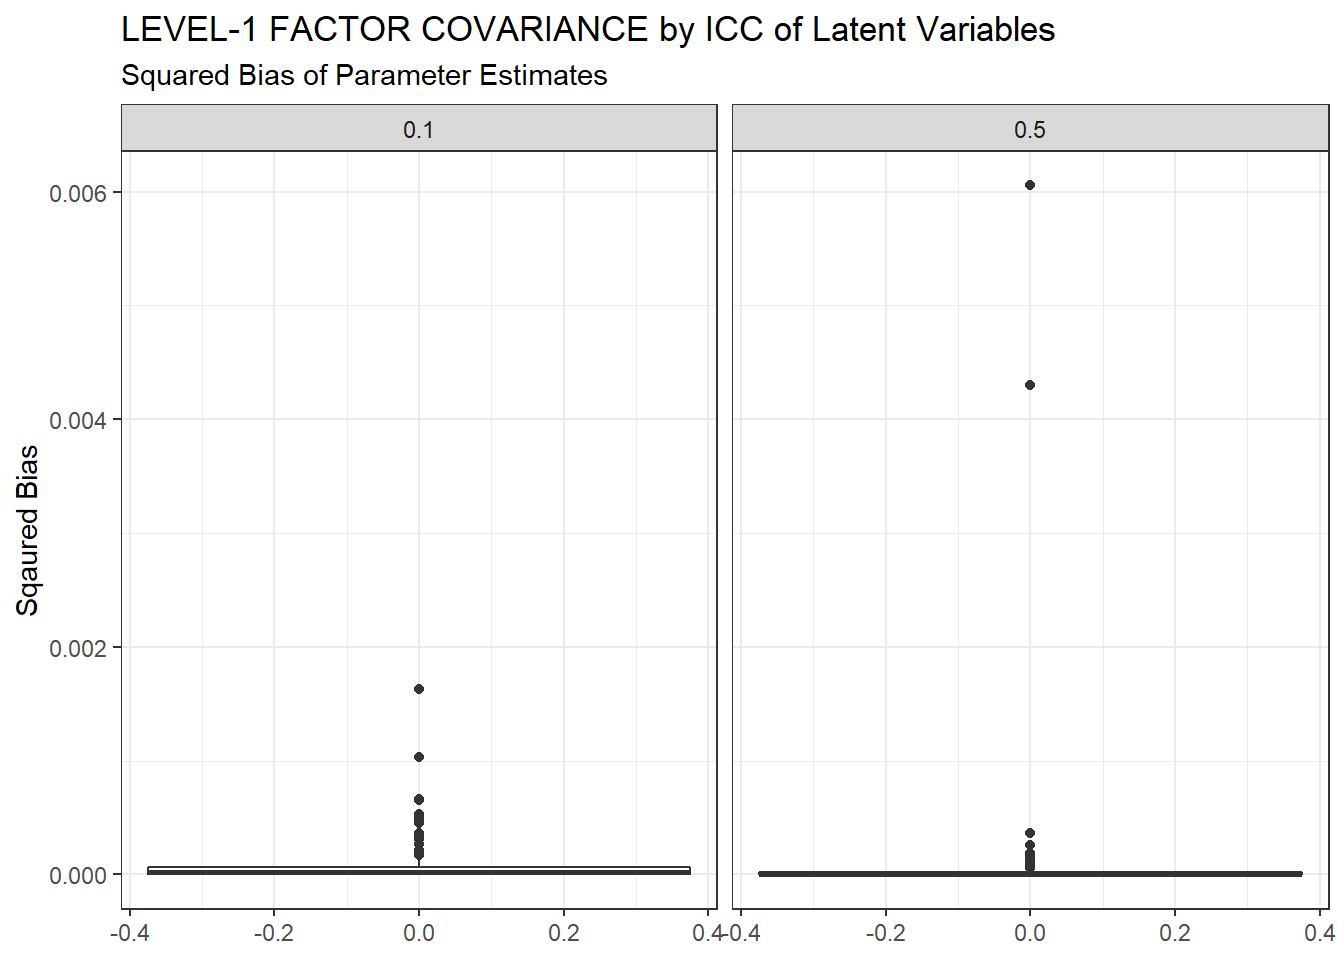 LEVEL-1 FACTOR COVARIANCE by ICC of Latent Variables
Squared Bias of Parameter Estimates
0.1
0.5
Sqaured Bias
0.006
0.004
0.002
0.000
-0.4 -0.2 0.0 0.2 0.4
-0.4 -0.2 0.0 0.2 0.4